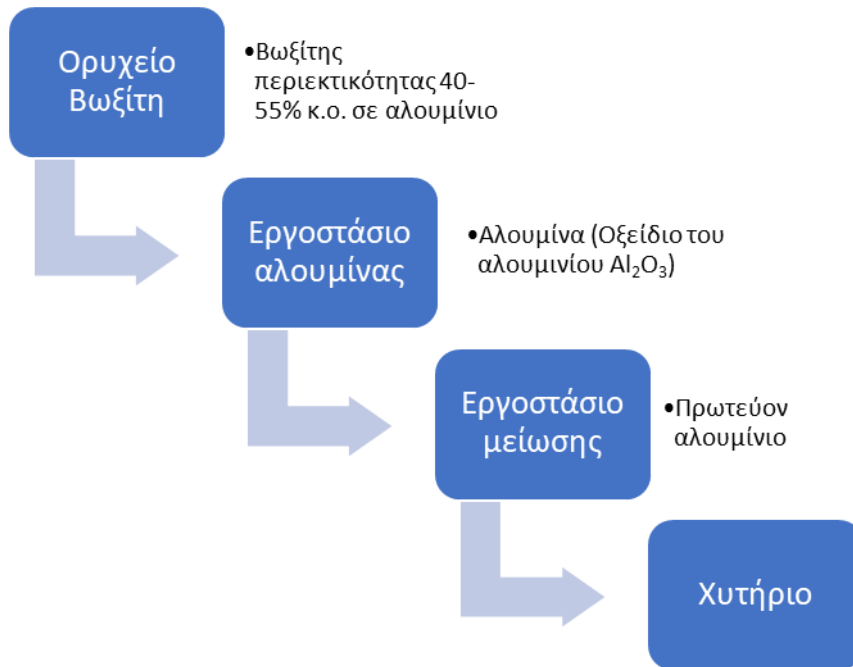 Ορυχείο
Βωξίτη
•Βωξίτης
περιεκτικότητας 40-
55% κ.ο. σε αλουμίνιο
Εργοστάσιο
αλουμίνας
•Αλουμίνα (Οξείδιο του
αλουμινίου Al₂O₃)
Εργοστάσιο
μείωσης
•Πρωτεύον
αλουμίνιο
Χυτήριο